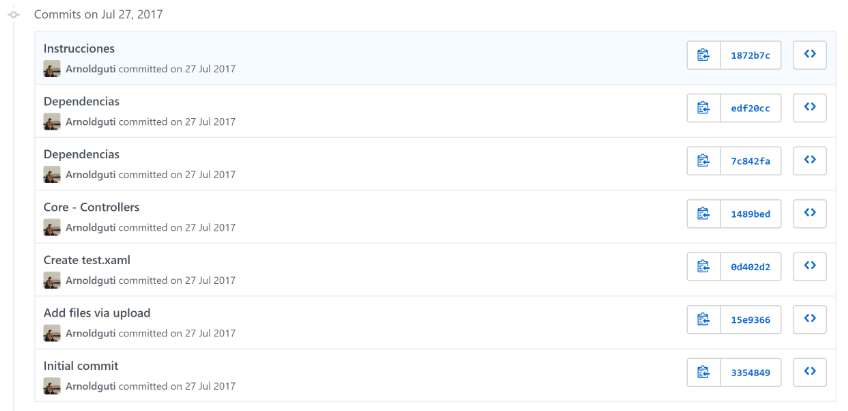 Commits on Jul 27, 2017
Instrucciones
Arnoldguti committed on 27 Jul 2017
1872b7c
Dependencias
Arnoldguti committed on 27 Jul 2017
edf20cc
Dependencias
Arnoldguti committed on 27 Jul 2017
7c842fa
Core - Controllers
Arnoldguti committed on 27 Jul 2017
1489bed
Create test.xaml
Arnoldguti committed on 27 Jul 2017
0d402d2
Add files via upload
Arnoldguti committed on 27 Jul 2017
15e9366
Initial commit
Arnoldguti committed on 27 Jul 2017
3354849